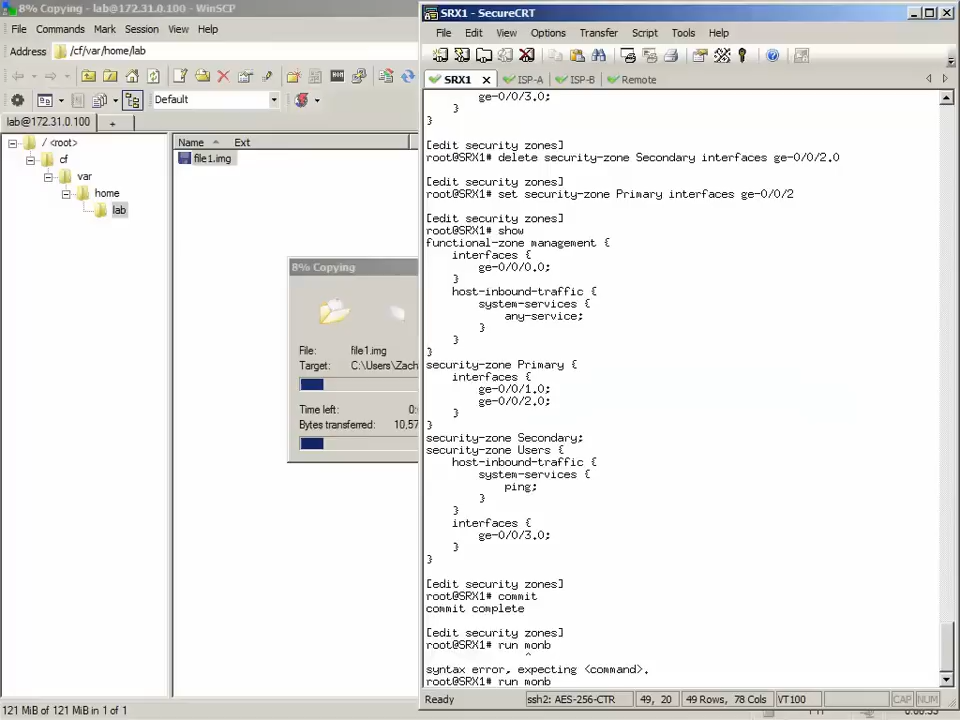 8% Copying - lab@172.31.0.100 - WinSCP
File Commands Mark Session View Help
Address /cf/var/home/lab
Default
lab@172.31.0.100
/ <root>
cf
var
home
lab
Name Ext
file1.img
8% Copying
File: file1.img
Target: C:\Users\Zach
Time left: 0:
Bytes transferred: 10,57
121 MiB of 121 MiB in 1 of 1
SRX1 - SecureCRT
File Edit View Options Transfer Script Tools Help
SRX1 ISP-A ISP-B Remote
ge-0/0/3.0;
}
}
[edit security zones]
root@SRX1# delete security-zone Secondary interfaces ge-0/0/2.0
[edit security zones]
root@SRX1# set security-zone Primary interfaces ge-0/0/2
[edit security zones]
root@SRX1# show
functional-zone management {
interfaces {
ge-0/0/0.0;
}
host-inbound-traffic {
system-services {
any-service;
}
}
}
security-zone Primary {
interfaces {
ge-0/0/1.0;
ge-0/0/2.0;
}
}
security-zone Secondary;
security-zone Users {
host-inbound-traffic {
system-services {
ping;
}
}
interfaces {
ge-0/0/3.0;
}
}
[edit security zones]
root@SRX1# commit
commit complete
[edit security zones]
root@SRX1# run monb
^
syntax error, expecting <command>.
root@SRX1# run monb
Ready ssh2: AES-256-CTR 49, 20 49 Rows, 78 Cols VT100 CAP NUM